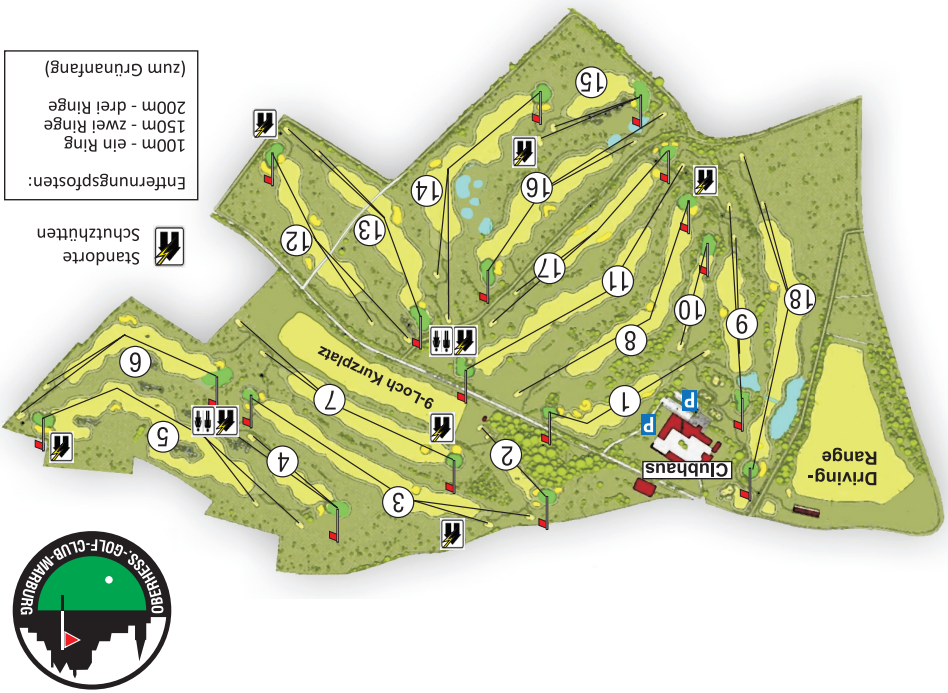 OBERHESS.-GOLF-CLUB-MARBURG
3
Driving-
Range
Clubhaus
4
2
5
P
P
1
7
9-Loch Kurzplatz
6
8
10
9
18
11
17
12
13
14
16
15
Standorte
Schutzhütten
Entfernungspfosten:
100m - ein Ring
150m - zwei Ringe
200m - drei Ringe
(zum Grünanfang)